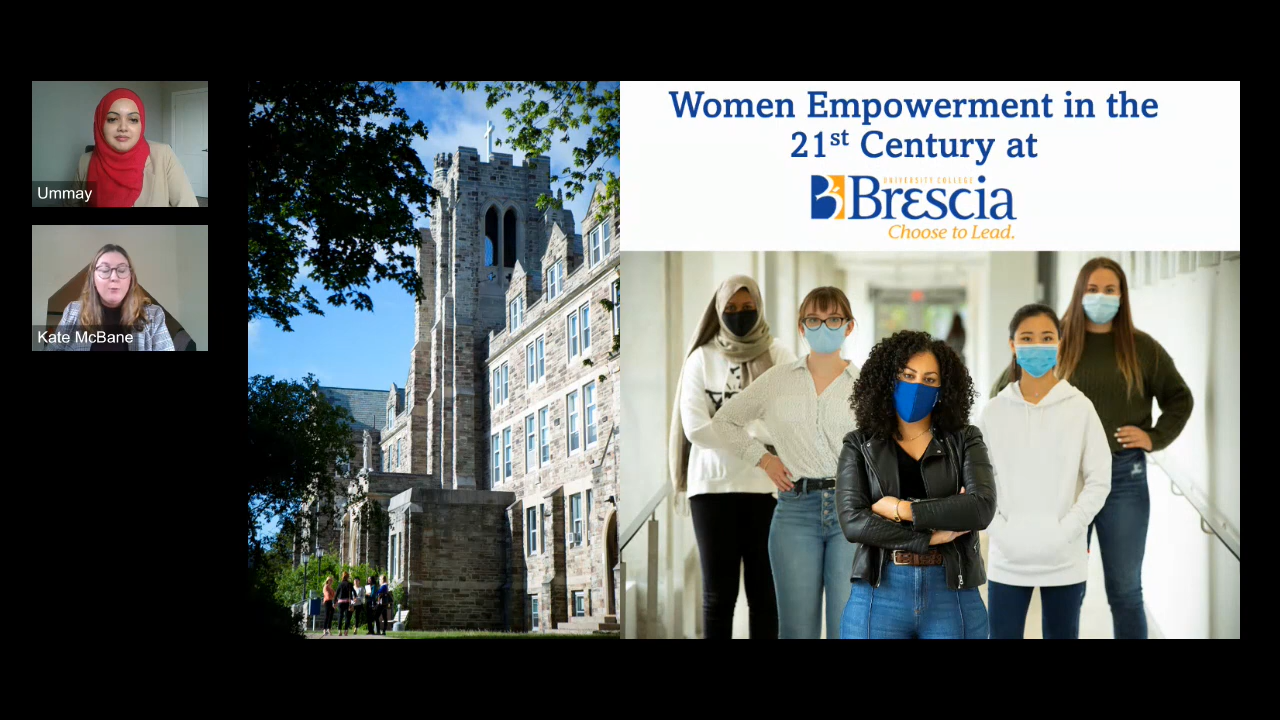 Ummay
Kate McBane
Women Empowerment in the
21st Century at
UNIVERSITY COLLEGE
Brescia
Choose to Lead.